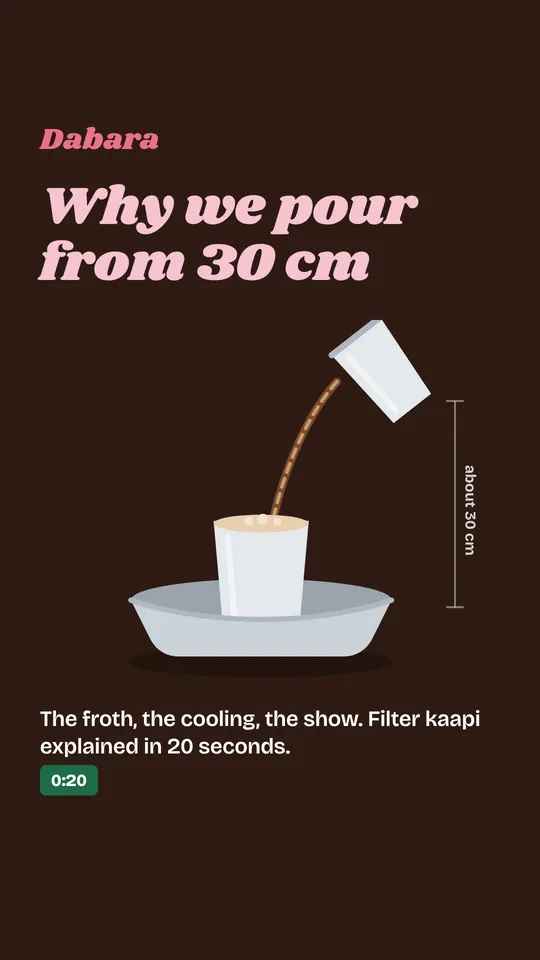 Dabara
Why we pour
from 30 cm
about 30 cm
The froth, the cooling, the show. Filter kaapi
explained in 20 seconds.
0:20